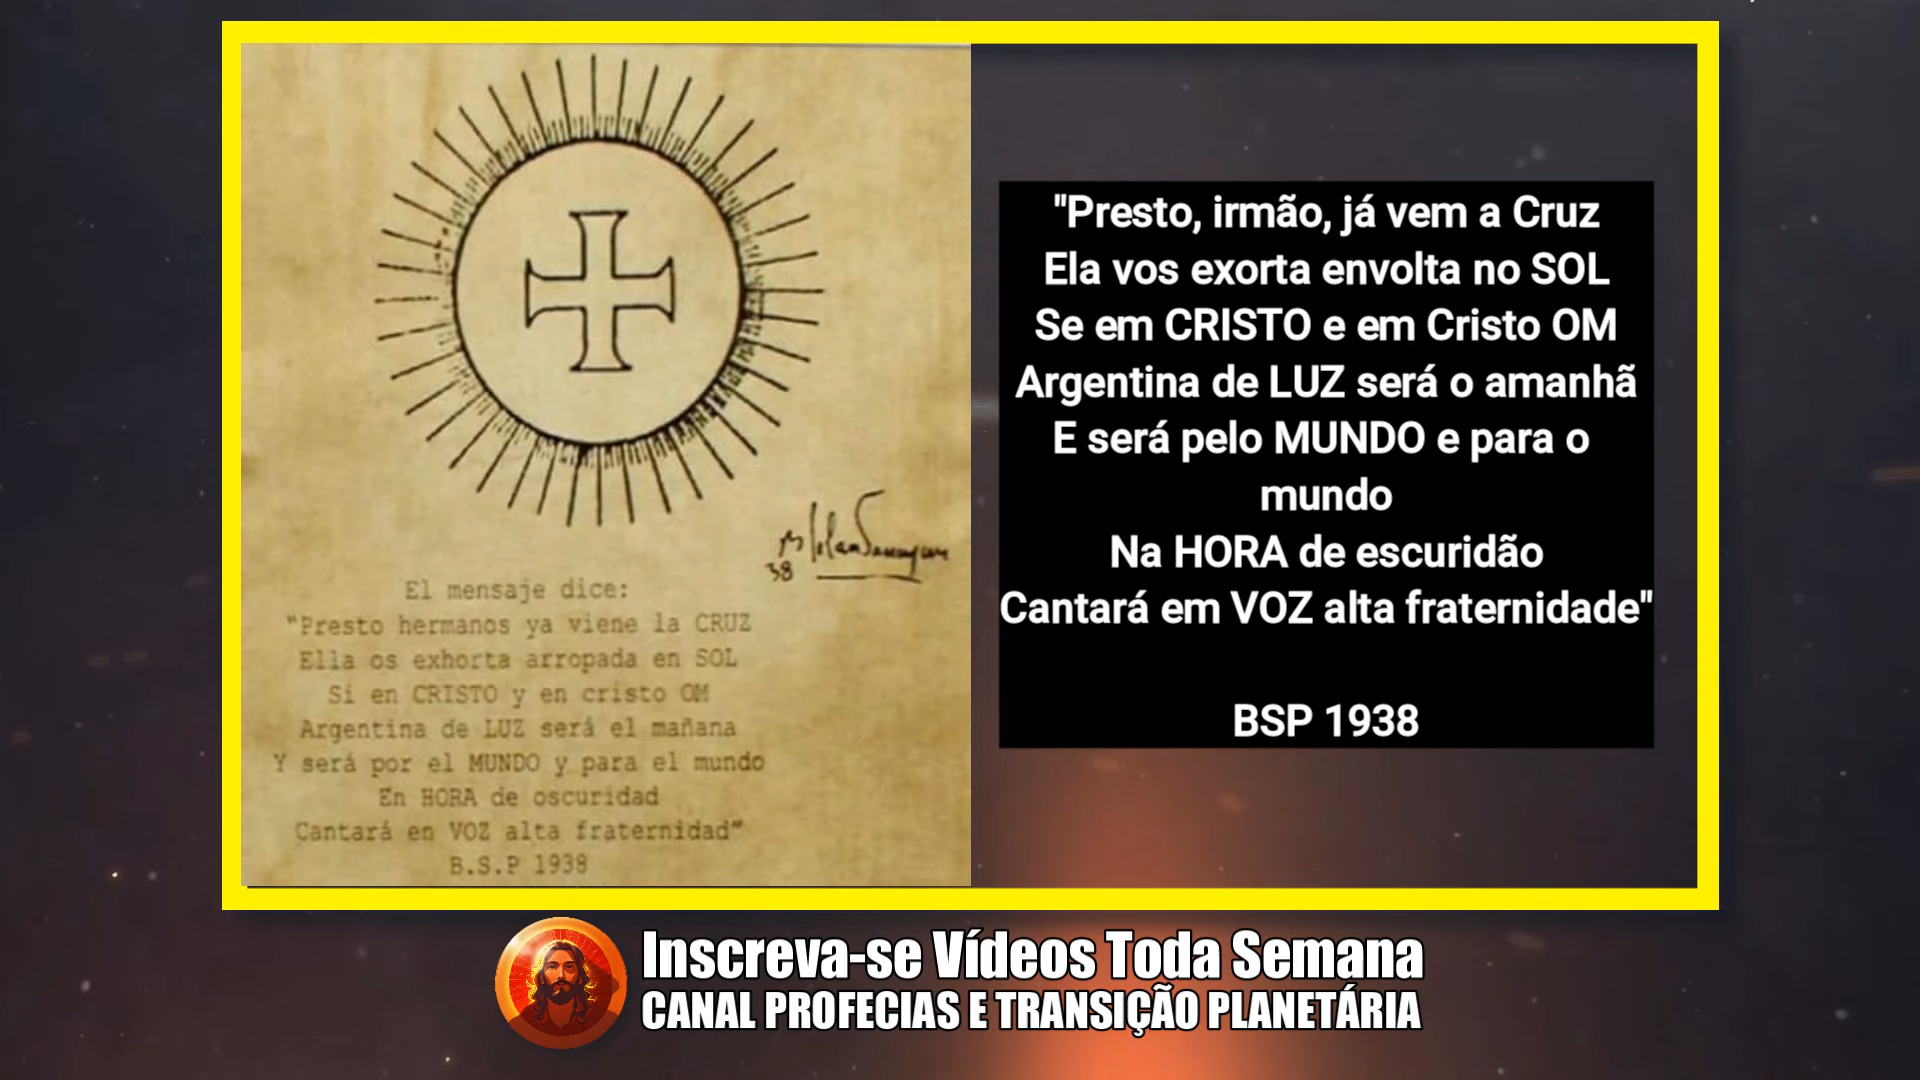 38
El mensaje dice:
"Presto hermanos ya viene la CRUZ
Ella os exhorta arropada en SOL
Si en CRISTO y en cristo OM
Argentina de LUZ será el mañana
Y será por el MUNDO y para el mundo
En HORA de oscuridad
Cantará en VOZ alta fraternidad"
B.S.P 1938
"Presto, irmão, já vem a Cruz
Ela vos exorta envolta no SOL
Se em CRISTO e em Cristo OM
Argentina de LUZ será o amanhã
E será pelo MUNDO e para o
mundo
Na HORA de escuridão
Cantará em VOZ alta fraternidade"
BSP 1938
Inscreva-se Vídeos Toda Semana
CANAL PROFECIAS E TRANSIÇÃO PLANETÁRIA